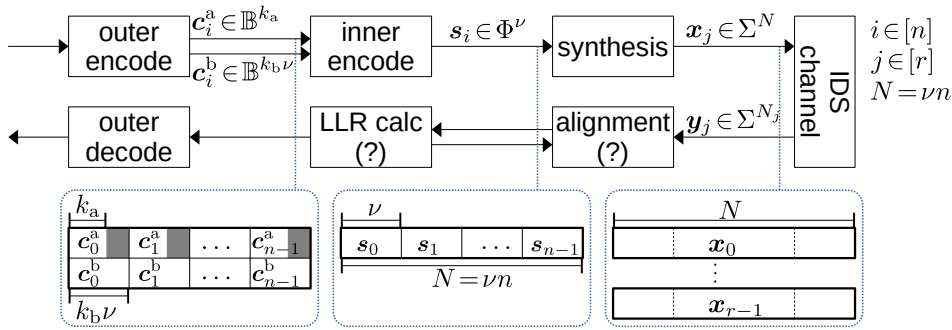 outer encode
c_i^a ∈ 𝔹^{k_a}
c_i^b ∈ 𝔹^{k_b ν}
inner encode
s_i ∈ Φ^ν
synthesis
x_j ∈ Σ^N
IDS channel
i ∈ [n]
j ∈ [r]
N = νn
outer decode
LLR calc (?)
alignment (?)
y_j ∈ Σ^{N_j}
k_a
c_0^a c_1^a ... c_{n-1}^a
c_0^b c_1^b ... c_{n-1}^b
k_b ν
ν
s_0 s_1 ... s_{n-1}
N = νn
N
x_0
⋮
x_{r-1}